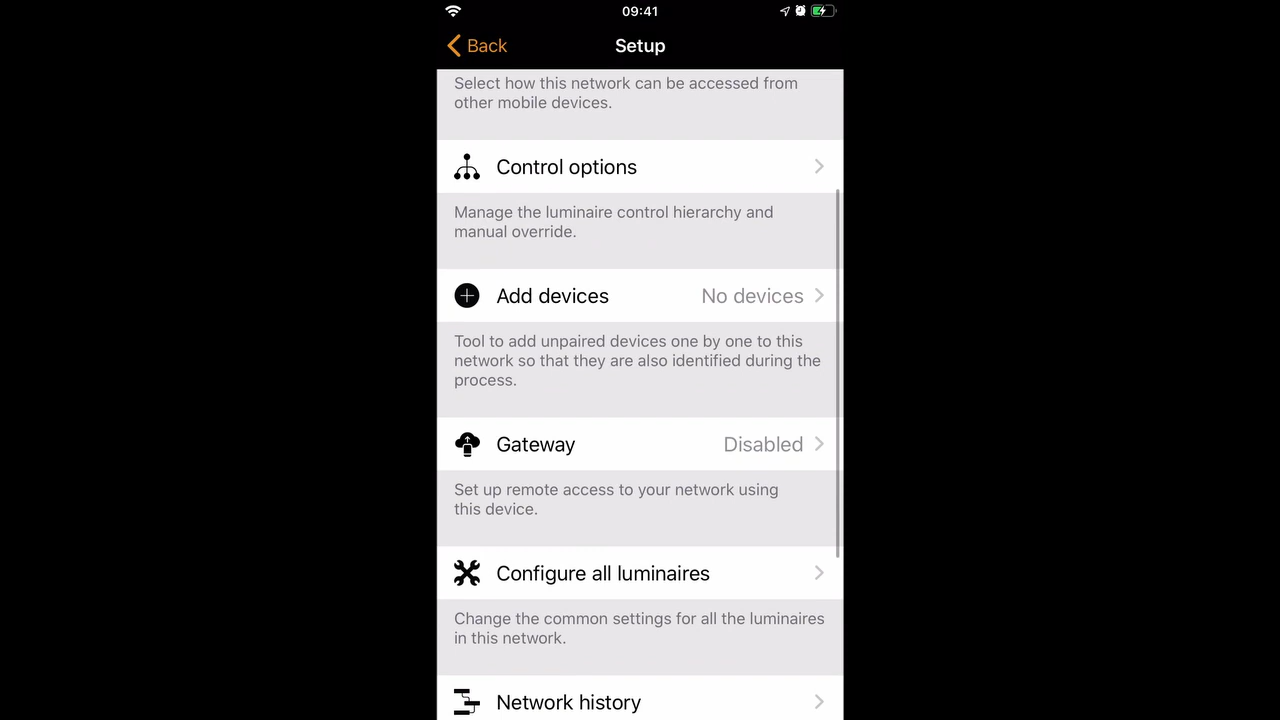 09:41
Back
Setup
Select how this network can be accessed from
other mobile devices.
Control options
Manage the luminaire control hierarchy and
manual override.
Add devices
No devices
Tool to add unpaired devices one by one to this
network so that they are also identified during the
process.
Gateway
Disabled
Set up remote access to your network using
this device.
Configure all luminaires
Change the common settings for all the luminaires
in this network.
Network history